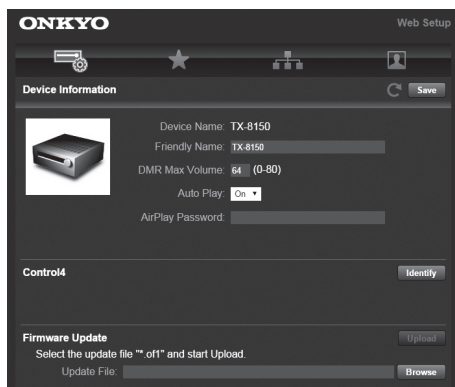 ONKYO
Web Setup
Device Information
Save
Device Name: TX-8150
Friendly Name: TX-8150
DMR Max Volume: 64 (0-80)
Auto Play: On
AirPlay Password:
Control4
Identify
Firmware Update
Upload
Select the update file "*.of1" and start Upload.
Update File:
Browse